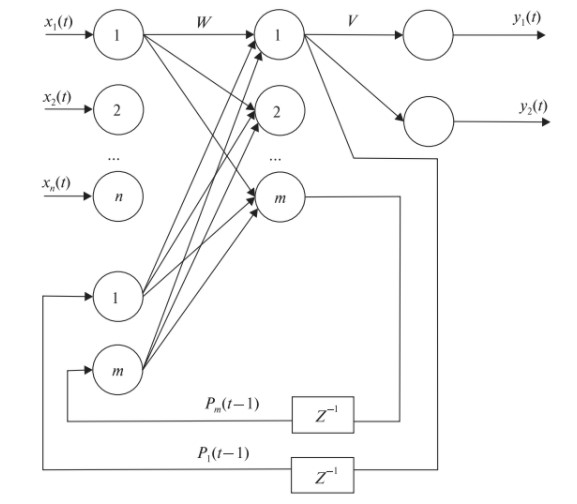 x₁(t) 1 W 1 V y₁(t)
x₂(t) 2 2 y₂(t)
... ...
xₙ(t) n m
1
m
Pₘ(t−1) Z⁻¹
P₁(t−1) Z⁻¹